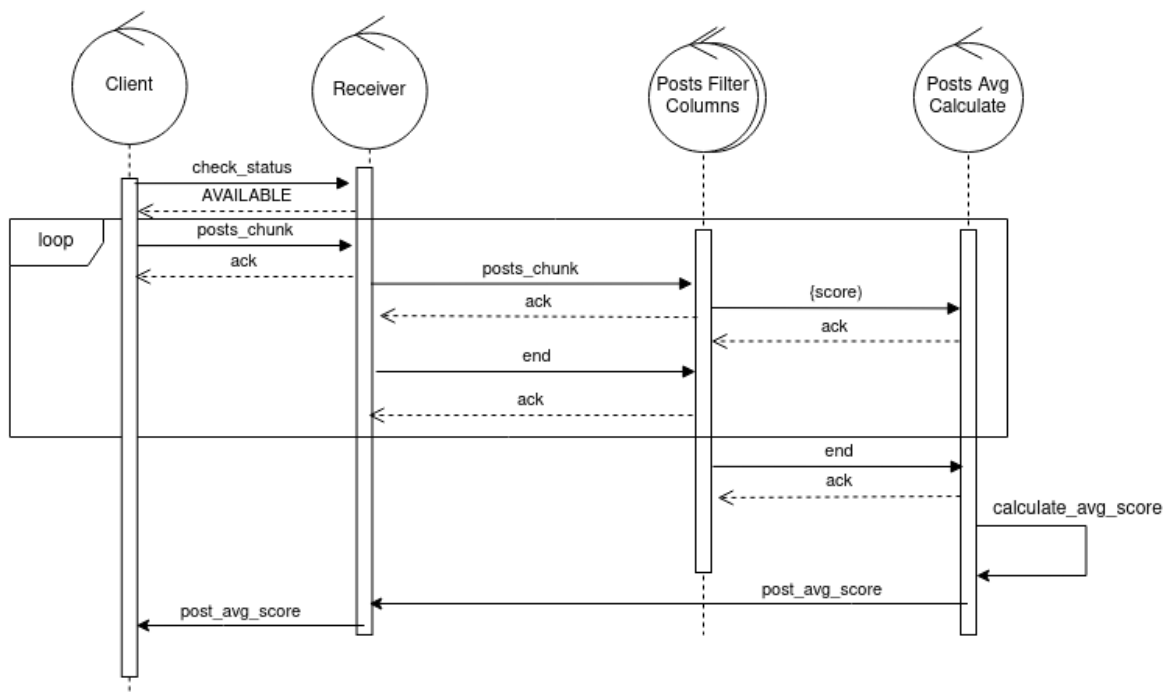 Client
Receiver
Posts Filter
Columns
Posts Avg
Calculate
check_status
AVAILABLE
loop
posts_chunk
ack
posts_chunk
ack
{score)
ack
end
ack
end
ack
calculate_avg_score
post_avg_score
post_avg_score